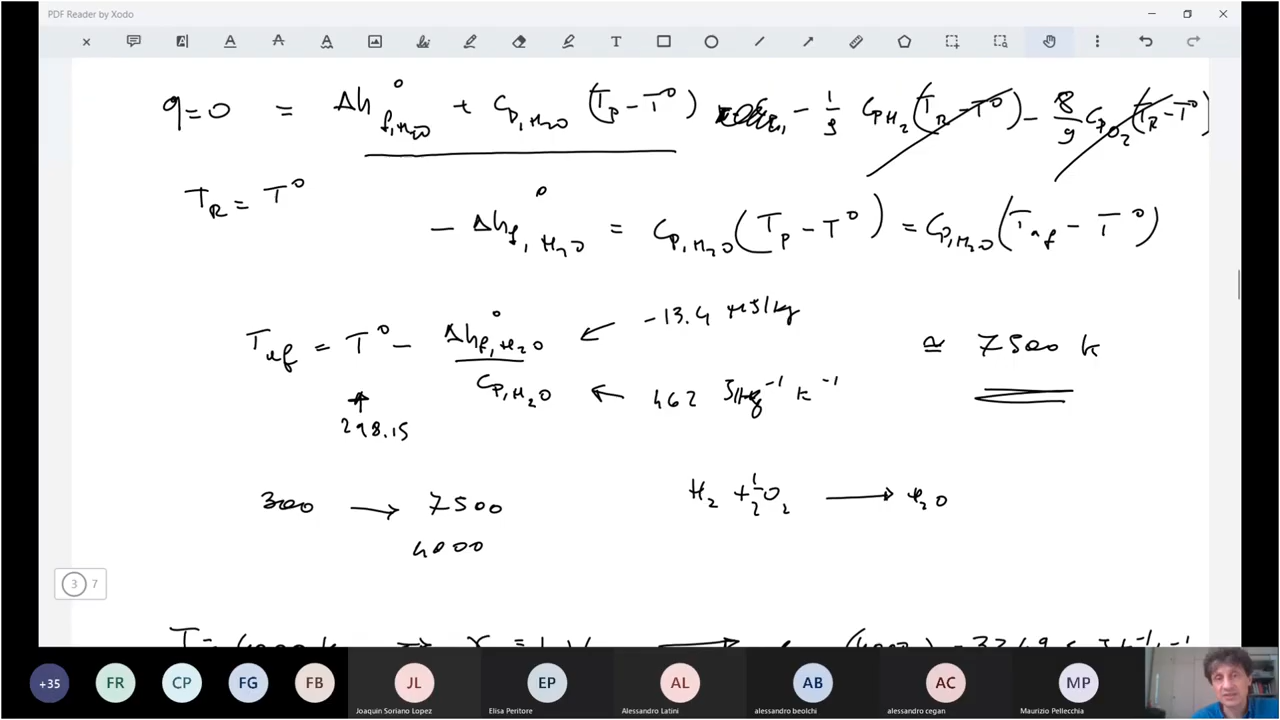 PDF Reader by Xodo
q=0 = Δh°f,H₂O + Cp,H₂O (Tp − T°) − 1/9 CpH₂ (TR − T°) − 8/9 CpO₂ (TR − T°)
TR = T°
− Δh°f,H₂O = Cp,H₂O (Tp − T°) = Cp,H₂O (Taf − T°)
Taf = T° − Δh°f,H₂O / Cp,H₂O ← −13.4 MJ/kg ≅ 7500 K
← 462 J kg⁻¹ K⁻¹
298.15
300 → 7500 H₂ + ½O₂ → H₂O
4000
3 7
+35 FR CP FG FB JL EP AL AB AC MP
Joaquin Soriano Lopez Elisa Peritore Alessandro Latini alessandro beolchi alessandro cegan Maurizio Pellecchia